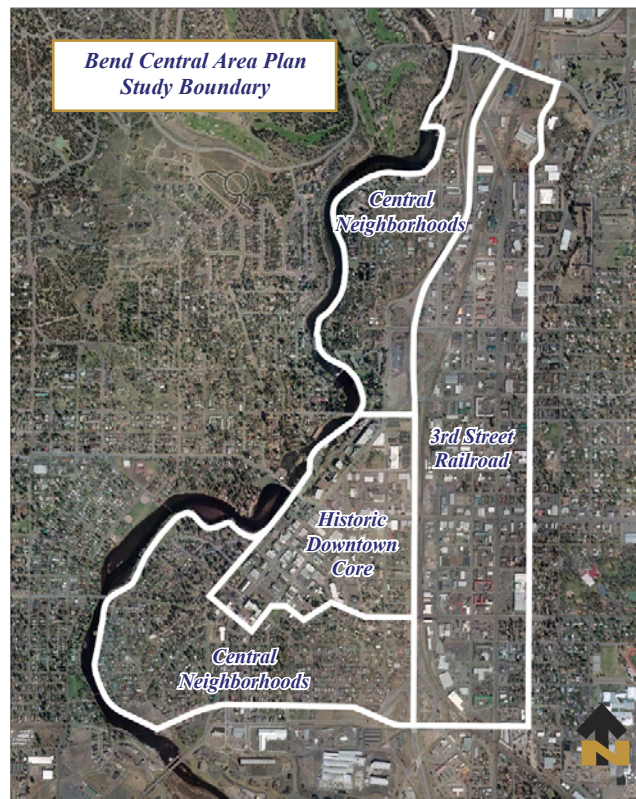 Bend Central Area Plan
Study Boundary
Central
Neighborhoods
3rd Street
Railroad
Historic
Downtown
Core
Central
Neighborhoods
N